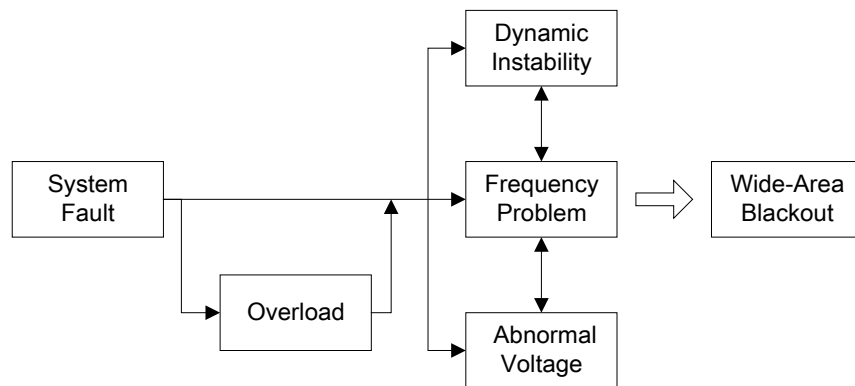 Dynamic
Instability
System
Fault
Frequency
Problem
Wide-Area
Blackout
Overload
Abnormal
Voltage